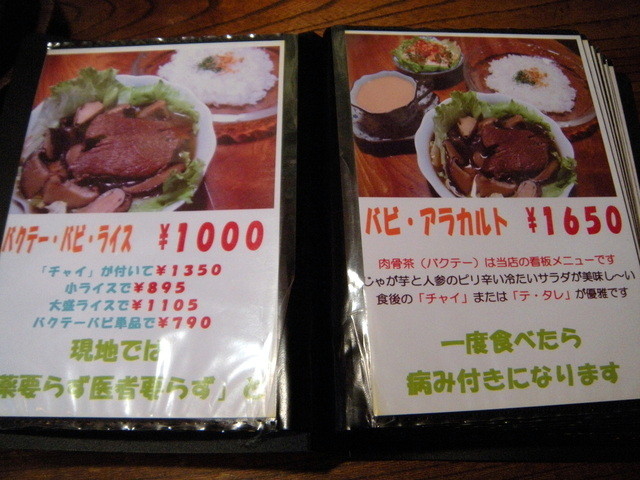 バクテー・バビ・ライス ¥1000
「チャイ」が付いて¥1350
小ライスで¥895
大盛ライスで¥1105
バクテーバビ単品で¥790
現地では
薬要らず医者要らず」と
バビ・アラカルト ¥1650
肉骨茶（バクテー）は当店の看板メニューです
じゃが芋と人参のピリ辛い冷たいサラダが美味し〜い
食後の「チャイ」または「テ・タレ」が優雅です
一度食べたら
病み付きになります